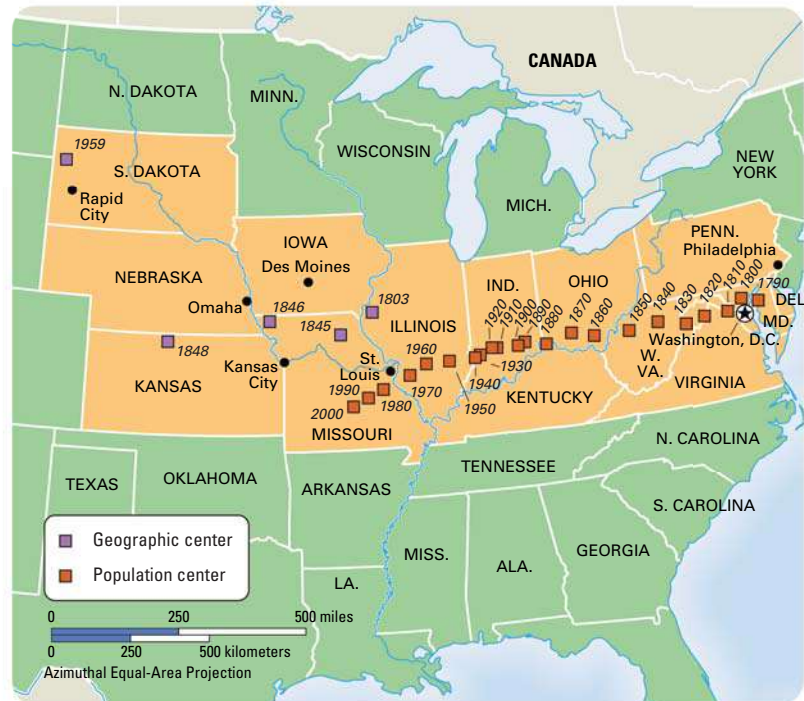 CANADA
N. DAKOTA
MINN.
1959
S. DAKOTA
WISCONSIN
NEW
YORK
Rapid
City
MICH.
IOWA
Des Moines
PENN.
Philadelphia
NEBRASKA
IND.
OHIO
Omaha
1846
1803
1845
ILLINOIS
1848
KANSAS
Kansas
City
St.
Louis
1960
1970
1950
1990
1980
2000
MISSOURI
1920
1910
1900
1890
1880
1870
1860
1850
1840
1830
1820
1810
1800
1790
DEL.
MD.
Washington, D.C.
1930
1940
W.
VA.
VIRGINIA
KENTUCKY
N. CAROLINA
TENNESSEE
S. CAROLINA
TEXAS
OKLAHOMA
ARKANSAS
MISS.
ALA.
GEORGIA
LA.
Geographic center
Population center
0 250 500 miles
0 250 500 kilometers
Azimuthal Equal-Area Projection